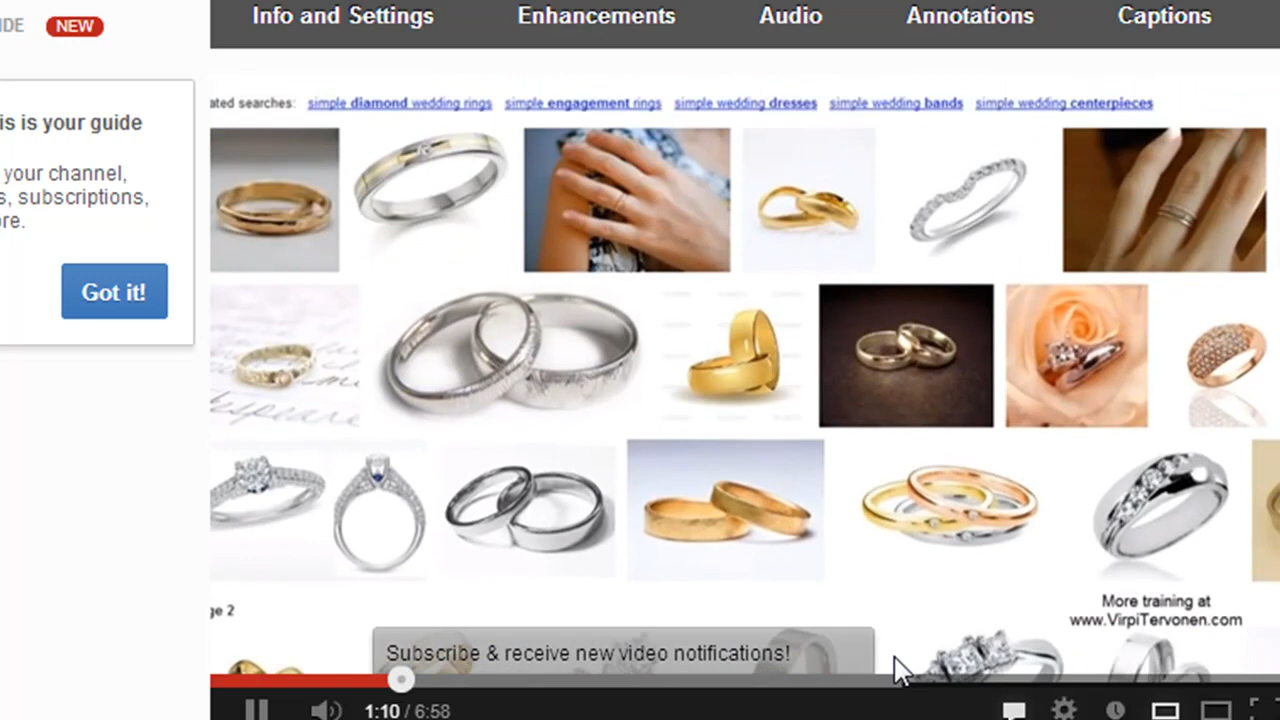 Info and Settings Enhancements Audio Annotations Captions
IDE NEW
ated searches: simple diamond wedding rings simple engagement rings simple wedding dresses simple wedding bands simple wedding centerpieces
is is your guide
your channel,
s, subscriptions,
ore.
Got it!
ge 2
More training at
www.VirpiTervonen.com
Subscribe & receive new video notifications!
1:10 / 6:58